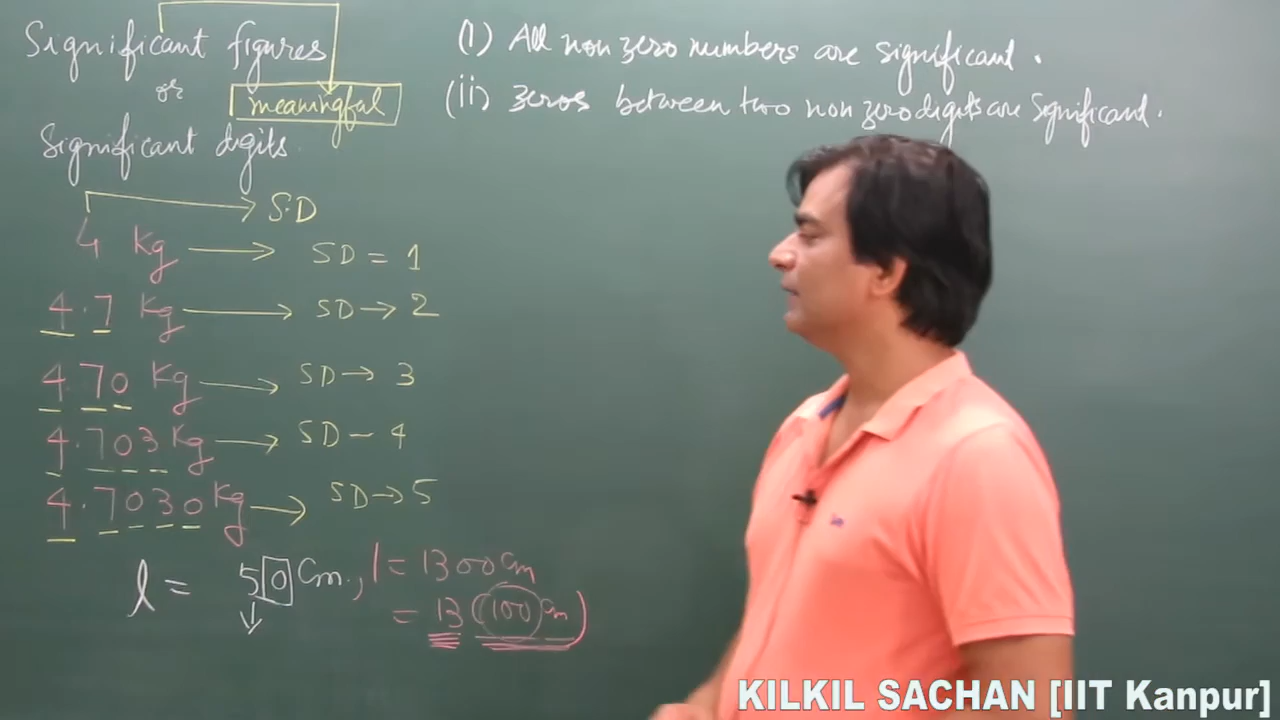 Significant figures
or meaningful
Significant digits.
S.D
4 Kg → SD = 1
4.7 Kg → SD → 2
4.70 Kg → SD → 3
4.703 Kg → SD - 4
4.7030 Kg → SD → 5
l = 50 Cm, l = 1300 cm
= 13 (100 cm)
(i) All non zero numbers are significant.
(ii) zeros between two non zero digits are significant.
KILKIL SACHAN [IIT Kanpur]